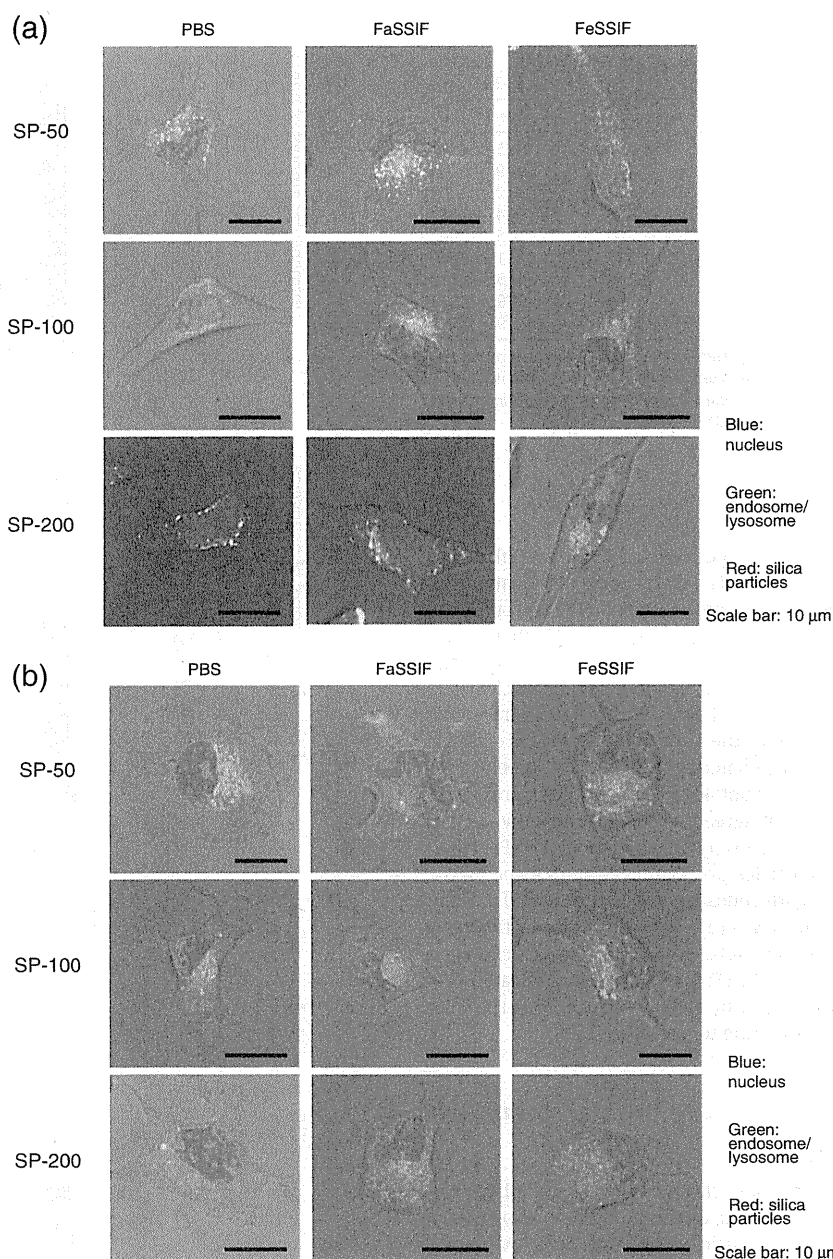 (a)
PBS FaSSIF FeSSIF
SP-50
SP-100
SP-200
Blue:
nucleus
Green:
endosome/
lysosome
Red: silica
particles
Scale bar: 10 μm
(b)
PBS FaSSIF FeSSIF
SP-50
SP-100
SP-200
Blue:
nucleus
Green:
endosome/
lysosome
Red: silica
particles
Scale bar: 10 μm